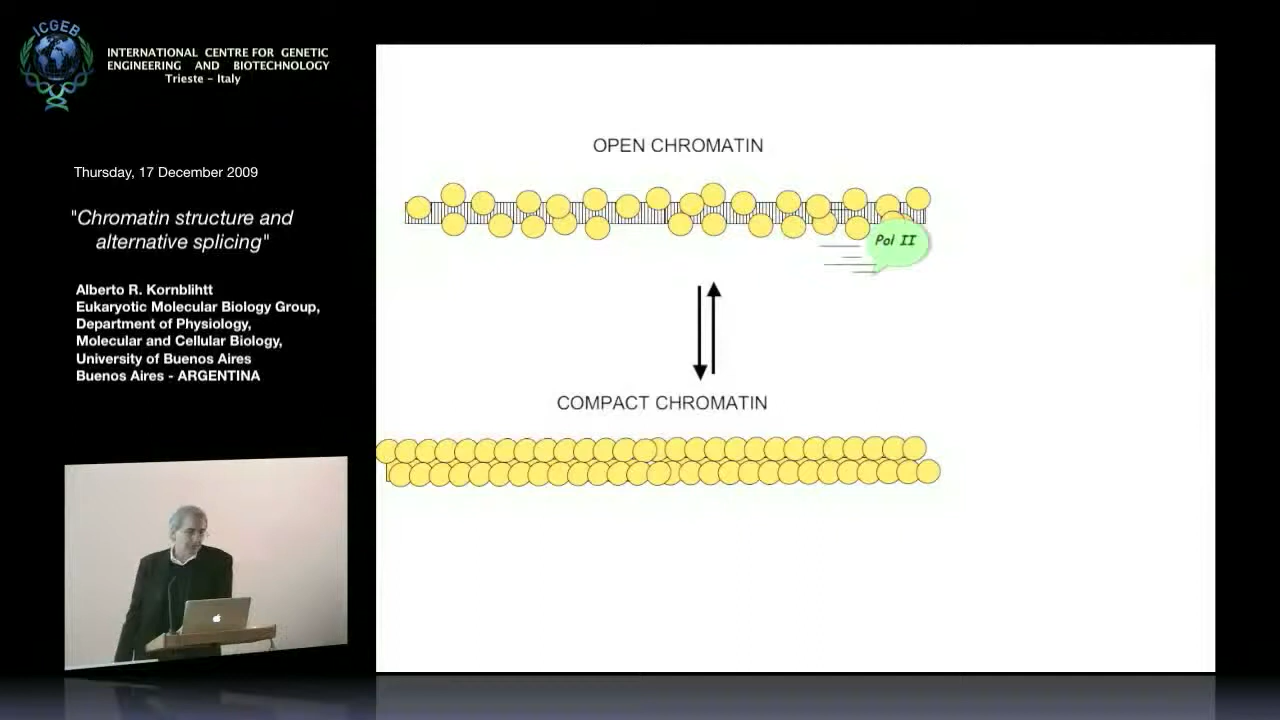 ICGEB
INTERNATIONAL CENTRE FOR GENETIC
ENGINEERING AND BIOTECHNOLOGY
Trieste - Italy
Thursday, 17 December 2009
"Chromatin structure and
alternative splicing"
Alberto R. Kornblihtt
Eukaryotic Molecular Biology Group,
Department of Physiology,
Molecular and Cellular Biology,
University of Buenos Aires
Buenos Aires - ARGENTINA
OPEN CHROMATIN
Pol II
COMPACT CHROMATIN